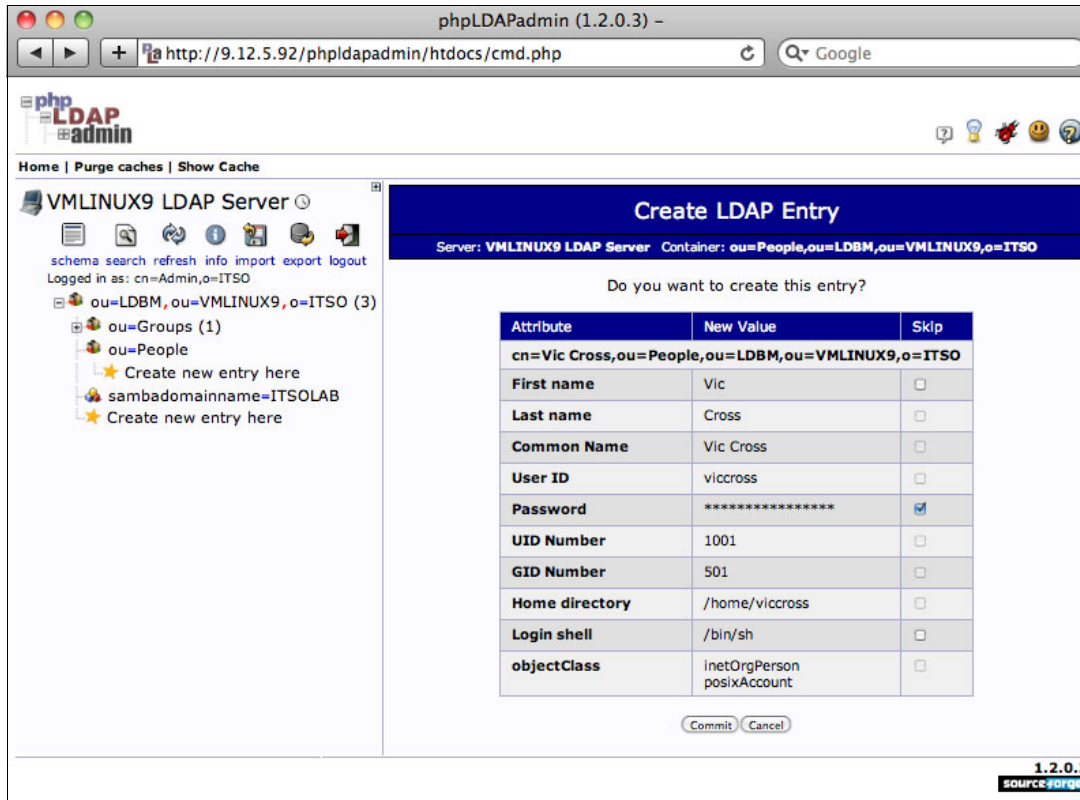 phpLDAPadmin (1.2.0.3) –
http://9.12.5.92/phpldapadmin/htdocs/cmd.php
Google
php
LDAP
admin
Home | Purge caches | Show Cache
VMLINUX9 LDAP Server
schema search refresh info import export logout
Logged in as: cn=Admin,o=ITSO
ou=LDBM,ou=VMLINUX9,o=ITSO (3)
ou=Groups (1)
ou=People
Create new entry here
sambadomainname=ITSOLAB
Create new entry here
Create LDAP Entry
Server: VMLINUX9 LDAP Server Container: ou=People,ou=LDBM,ou=VMLINUX9,o=ITSO
Do you want to create this entry?
Attribute New Value Skip
cn=Vic Cross,ou=People,ou=LDBM,ou=VMLINUX9,o=ITSO
First name Vic
Last name Cross
Common Name Vic Cross
User ID viccross
Password ****************
UID Number 1001
GID Number 501
Home directory /home/viccross
Login shell /bin/sh
objectClass inetOrgPerson
posixAccount
Commit Cancel
1.2.0.
sourceforge